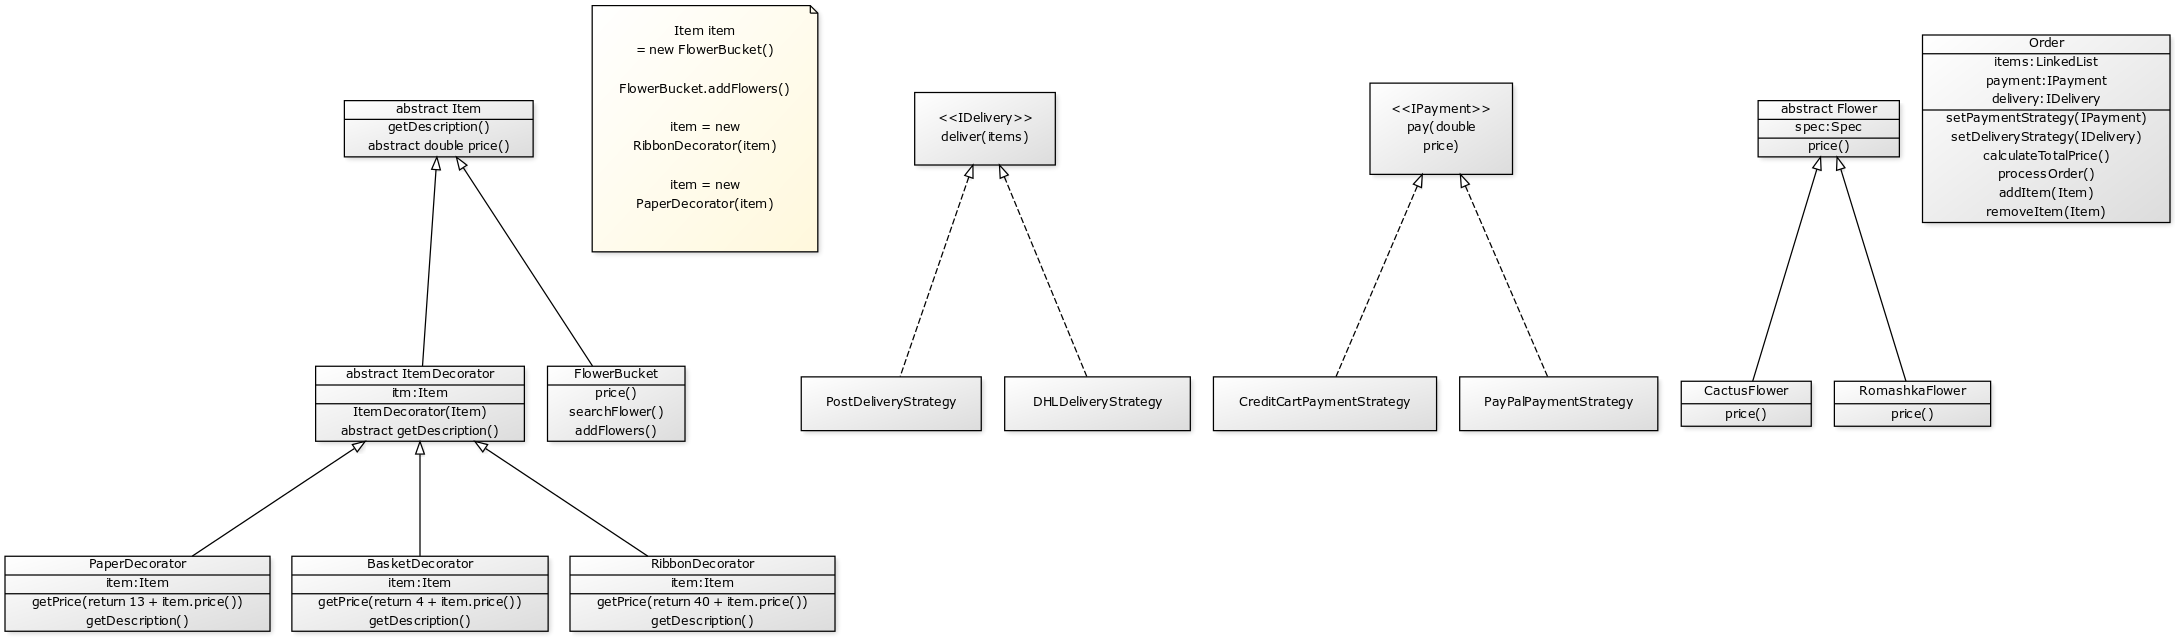 Item item
= new FlowerBucket()
FlowerBucket.addFlowers()
item = new
RibbonDecorator(item)
item = new
PaperDecorator(item)
abstract Item
getDescription()
abstract double price()
<<IDelivery>>
deliver(items)
<<IPayment>>
pay(double
price)
abstract Flower
spec:Spec
price()
Order
items:LinkedList
payment:IPayment
delivery:IDelivery
setPaymentStrategy(IPayment)
setDeliveryStrategy(IDelivery)
calculateTotalPrice()
processOrder()
addItem(Item)
removeItem(Item)
abstract ItemDecorator
itm:Item
ItemDecorator(Item)
abstract getDescription()
FlowerBucket
price()
searchFlower()
addFlowers()
PostDeliveryStrategy
DHLDeliveryStrategy
CreditCartPaymentStrategy
PayPalPaymentStrategy
CactusFlower
price()
RomashkaFlower
price()
PaperDecorator
item:Item
getPrice(return 13 + item.price())
getDescription()
BasketDecorator
item:Item
getPrice(return 4 + item.price())
getDescription()
RibbonDecorator
item:Item
getPrice(return 40 + item.price())
getDescription()